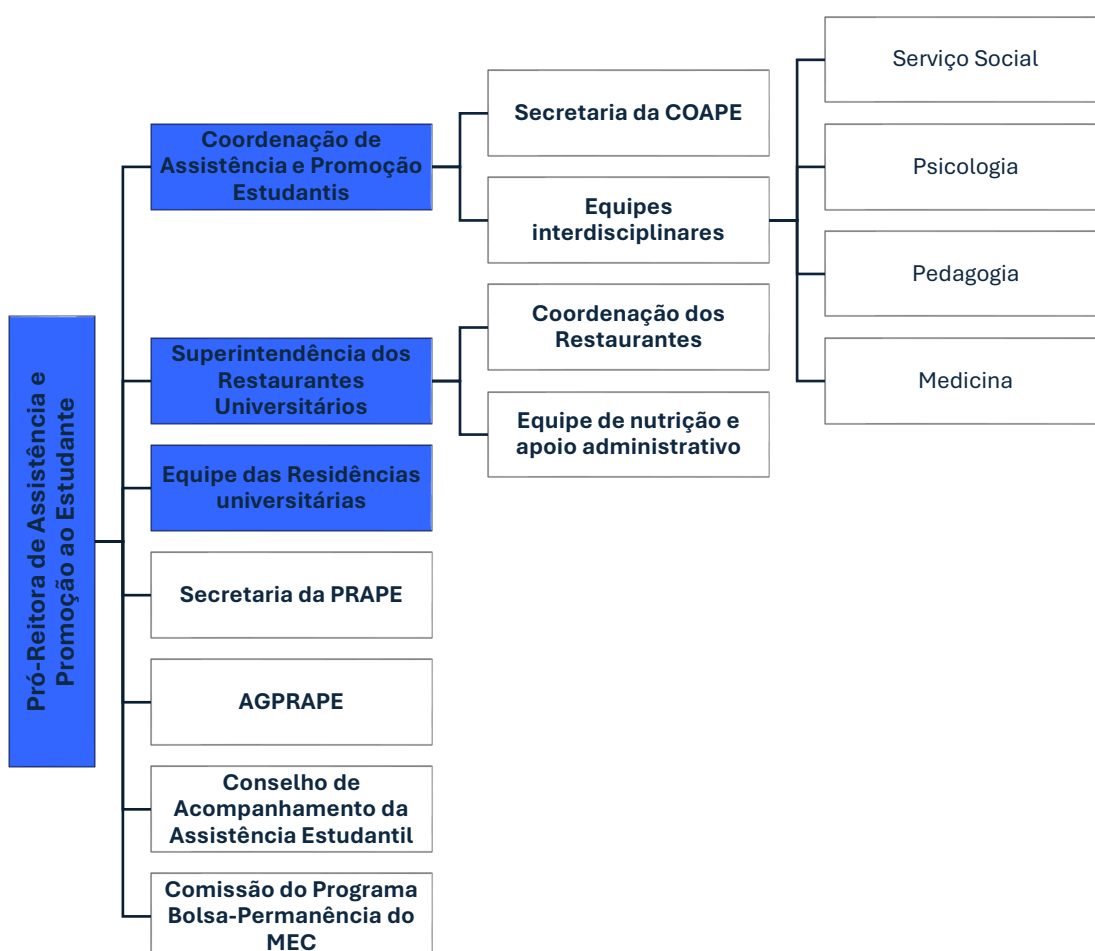 Pró-Reitora de Assistência e
Promoção ao Estudante
Coordenação de
Assistência e Promoção
Estudantis
Secretaria da COAPE
Equipes
interdisciplinares
Serviço Social
Psicologia
Pedagogia
Medicina
Superintendência dos
Restaurantes
Universitários
Coordenação dos
Restaurantes
Equipe de nutrição e
apoio administrativo
Equipe das Residências
universitárias
Secretaria da PRAPE
AGPRAPE
Conselho de
Acompanhamento da
Assistência Estudantil
Comissão do Programa
Bolsa-Permanência do
MEC